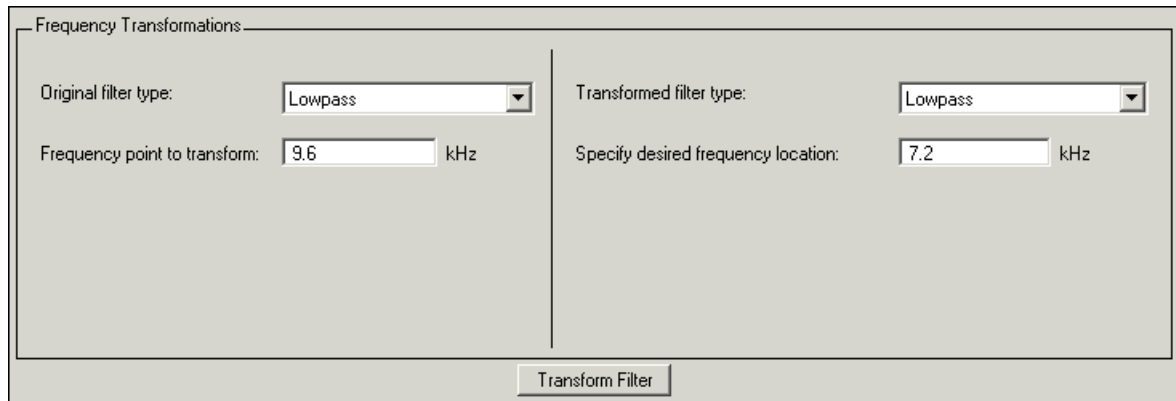 Frequency Transformations
Original filter type: Lowpass
Frequency point to transform: 9.6 kHz
Transformed filter type: Lowpass
Specify desired frequency location: 7.2 kHz
Transform Filter